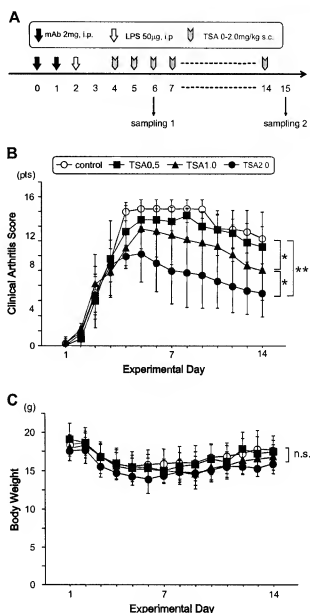 A
mAb 2mg, i.p. LPS 50μg, i.p TSA 0-2.0mg/kg s.c.
0 1 2 3 4 5 6 7 14 15
sampling 1 sampling 2
B
control TSA0.5 TSA1.0 TSA2.0
(pts)
16
12
8
4
0
Clinical Arthritis Score
*
**
*
1 7 14
Experimental Day
C
(g)
25
20
15
10
5
0
Body Weight
n.s.
1 7 14
Experimental Day